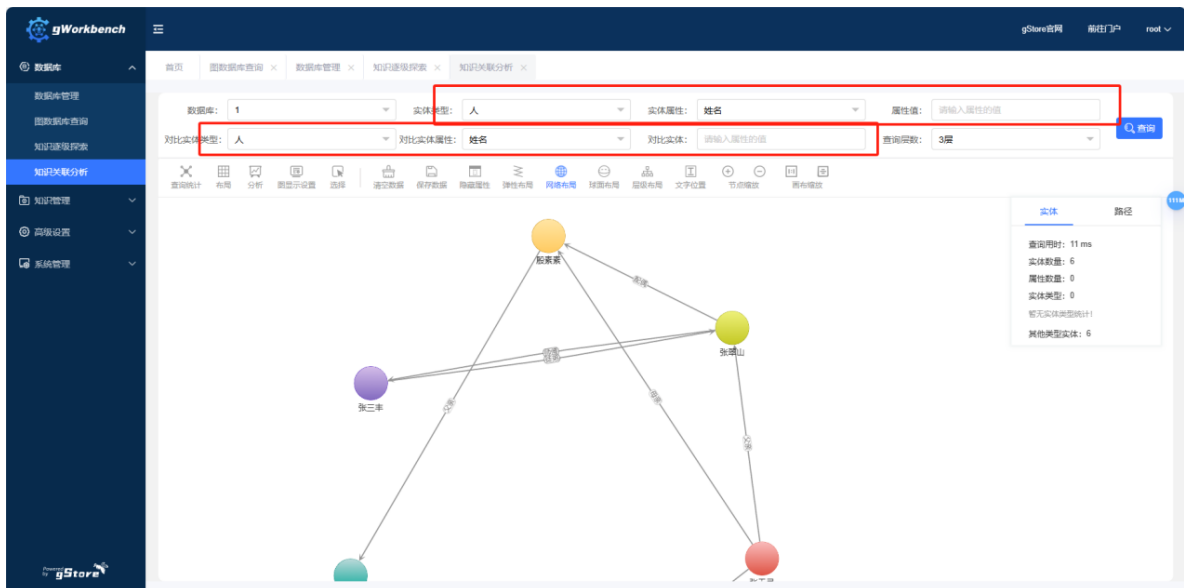 gWorkbench
gStore官网 前往门户 root
数据库
首页 图数据库查询 × 数据库管理 × 知识逐级探索 × 知识关联分析 ×
数据库管理
图数据库查询
知识逐级探索
知识关联分析
知识管理
高级设置
系统管理
数据库: 1 实体类型: 人 实体属性: 姓名 属性值: 请输入属性的值
对比实体类型: 人 对比实体属性: 姓名 对比实体: 请输入属性的值 查询层数: 3层
查询
查询统计 布局 分析 图显示设置 选择 清空数据 保存数据 隐藏属性 弹性布局 网络布局 球面布局 层级布局 文字位置 节点缩放 画布缩放
111M
实体 路径
查询用时: 11 ms
实体数量: 6
属性数量: 0
实体类型: 0
暂无实体类型统计!
其他类型实体: 6
殷素素
张翠山
张三丰
父亲
Powered by gStore